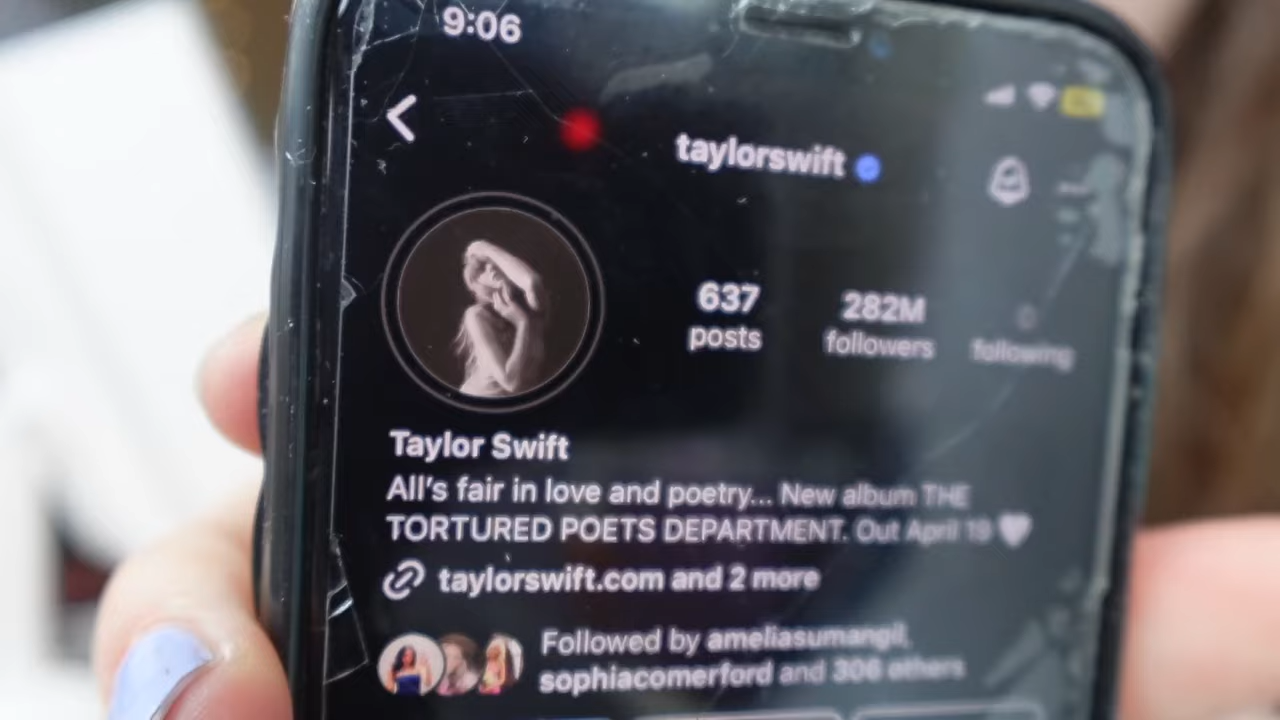 9:06
taylorswift
637
282M
posts
followers
following
Taylor Swift
All's fair in love and poetry... New album THE
TORTURED POETS DEPARTMENT. Out April 19 🤍
taylorswift.com and 2 more
Followed by ameliasumangil,
sophiacomerford and 306 others